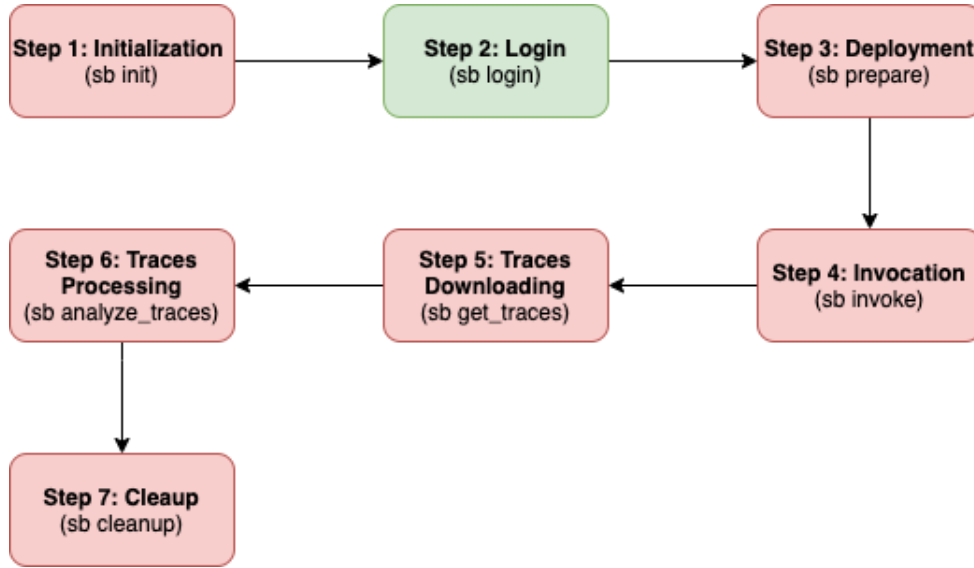 Step 1: Initialization
(sb init)
Step 2: Login
(sb login)
Step 3: Deployment
(sb prepare)
Step 4: Invocation
(sb invoke)
Step 5: Traces
Downloading
(sb get_traces)
Step 6: Traces
Processing
(sb analyze_traces)
Step 7: Cleaup
(sb cleanup)